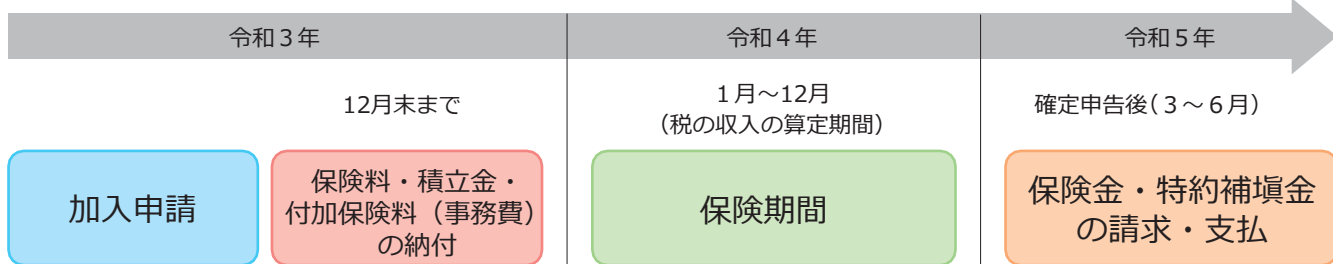 令和３年
令和４年
令和５年
12月末まで
１月～12月
（税の収入の算定期間）
確定申告後（３～６月）
加入申請
保険料・積立金・
付加保険料（事務費）
の納付
保険期間
保険金・特約補塡金
の請求・支払